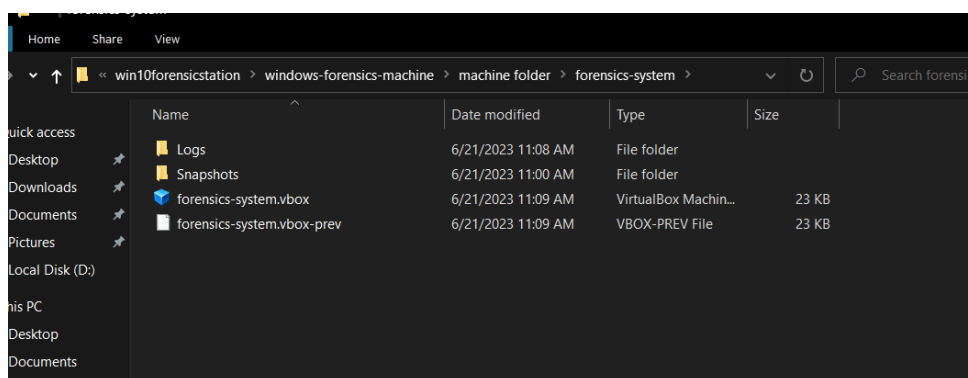 Home Share View
« win10forensicstation > windows-forensics-machine > machine folder > forensics-system >
Search forensi
Name Date modified Type Size
uick access
Logs 6/21/2023 11:08 AM File folder
Desktop
Snapshots 6/21/2023 11:00 AM File folder
Downloads
forensics-system.vbox 6/21/2023 11:09 AM VirtualBox Machin... 23 KB
Documents
forensics-system.vbox-prev 6/21/2023 11:09 AM VBOX-PREV File 23 KB
Pictures
Local Disk (D:)
his PC
Desktop
Documents